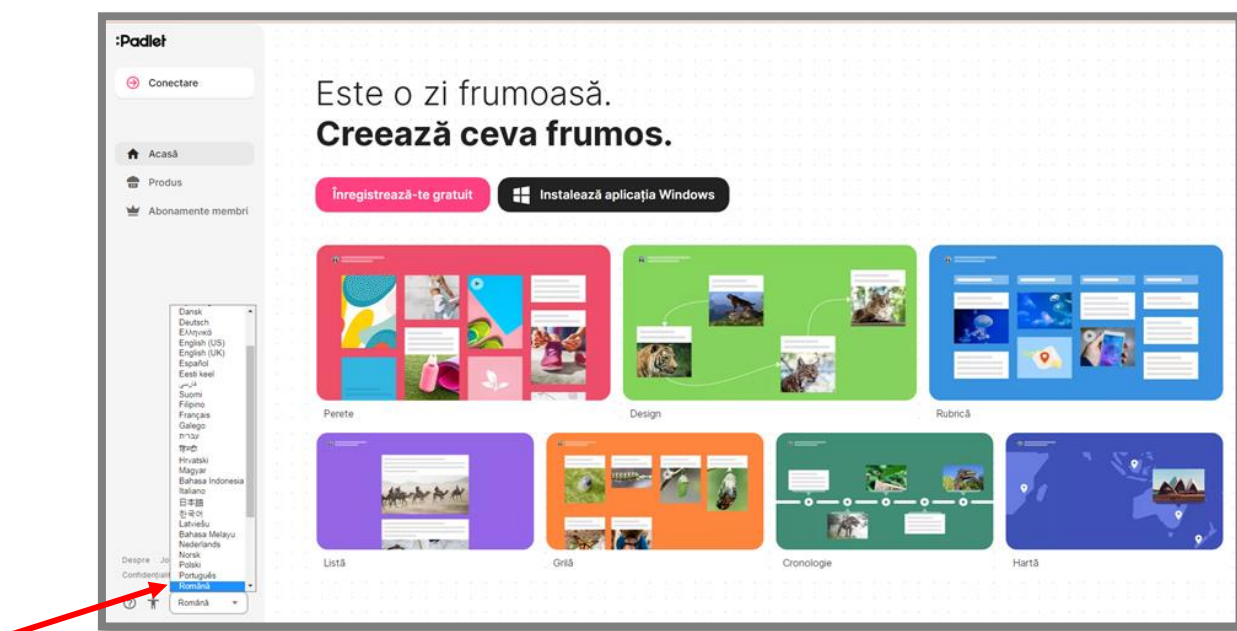 :Padlet
Conectare
Acasă
Produs
Abonamente membri
Dansk
Deutsch
Ελληνικά
English (US)
English (UK)
Español
Eesti keel
فارسی
Suomi
Filipino
Français
Galego
עברית
हिन्दी
Hrvatski
Magyar
Bahasa Indonesia
Italiano
日本語
한국어
Latviešu
Bahasa Melayu
Nederlands
Norsk
Polski
Português
Română
Despre
Română
Este o zi frumoasă.
Creează ceva frumos.
Înregistrează-te gratuit
Instalează aplicația Windows
Perete
Design
Rubrică
Listă
Grilă
Cronologie
Hartă